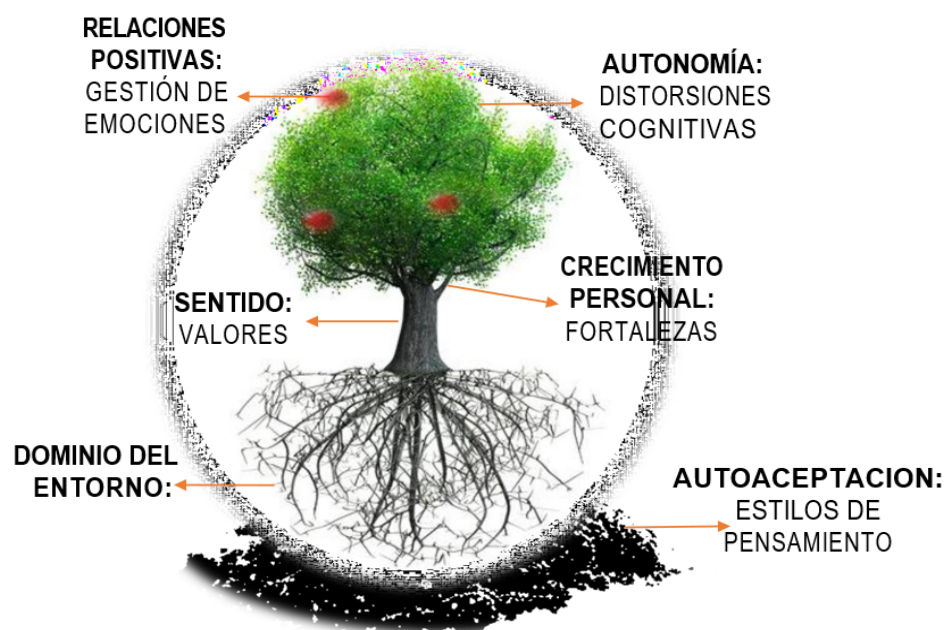 RELACIONES
POSITIVAS:
GESTIÓN DE
EMOCIONES
AUTONOMÍA:
DISTORSIONES
COGNITIVAS
SENTIDO:
VALORES
CRECIMIENTO
PERSONAL:
FORTALEZAS
DOMINIO DEL
ENTORNO:
AUTOACEPTACION:
ESTILOS DE
PENSAMIENTO